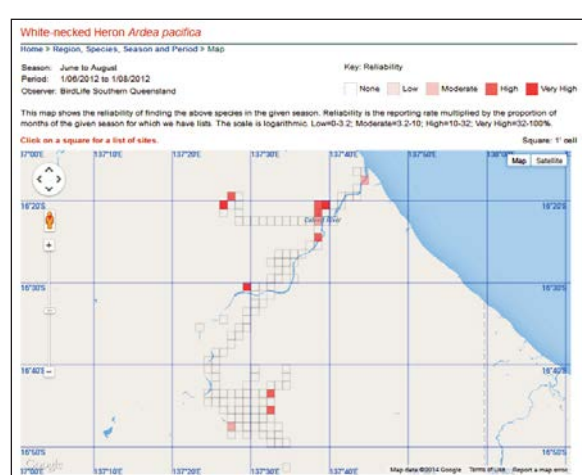 White-necked Heron Ardea pacifica
Home > Region, Species, Season and Period > Map
Season: June to August
Period: 1/06/2012 to 1/08/2012
Observer: BirdLife Southern Queensland
Key: Reliability
None Low Moderate High Very High
This map shows the reliability of finding the above species in the given season. Reliability is the reporting rate multiplied by the proportion of
months of the given season for which we have lists. The scale is logarithmic. Low=0-3.2; Moderate=3.2-10; High=10-32; Very High=32-100%.
Click on a square for a list of sites.
Square: 1' cell
137°10'E 137°20'E 137°30'E 137°40'E 137°50'E
Map Satellite
16°20'S 16°20'S
Calvert River
16°30'S 16°30'S
16°40'S 16°40'S
16°50'S 16°50'S
Google
137°00'E 137°10'E 137°20'E 137°30'E 137°40'E
Map data ©2014 Google Terms of Use Report a map error